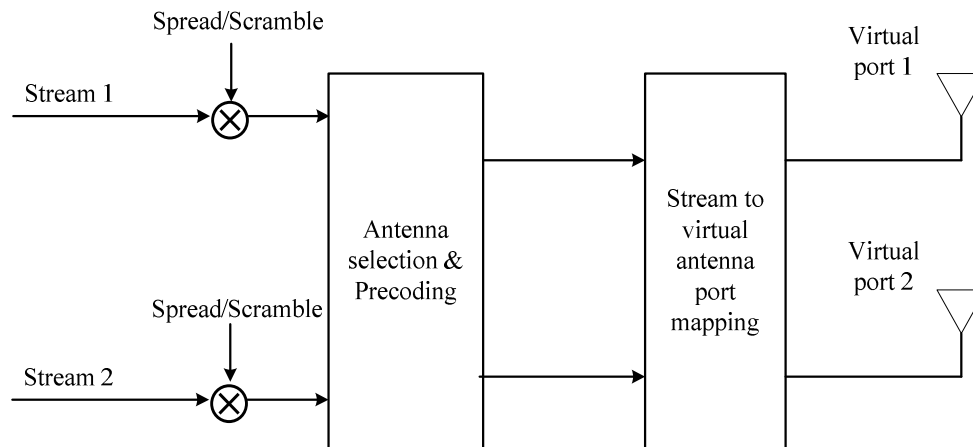 Spread/Scramble
Stream 1
Antenna
selection &
Precoding
Stream to
virtual
antenna
port
mapping
Virtual
port 1
Spread/Scramble
Stream 2
Virtual
port 2